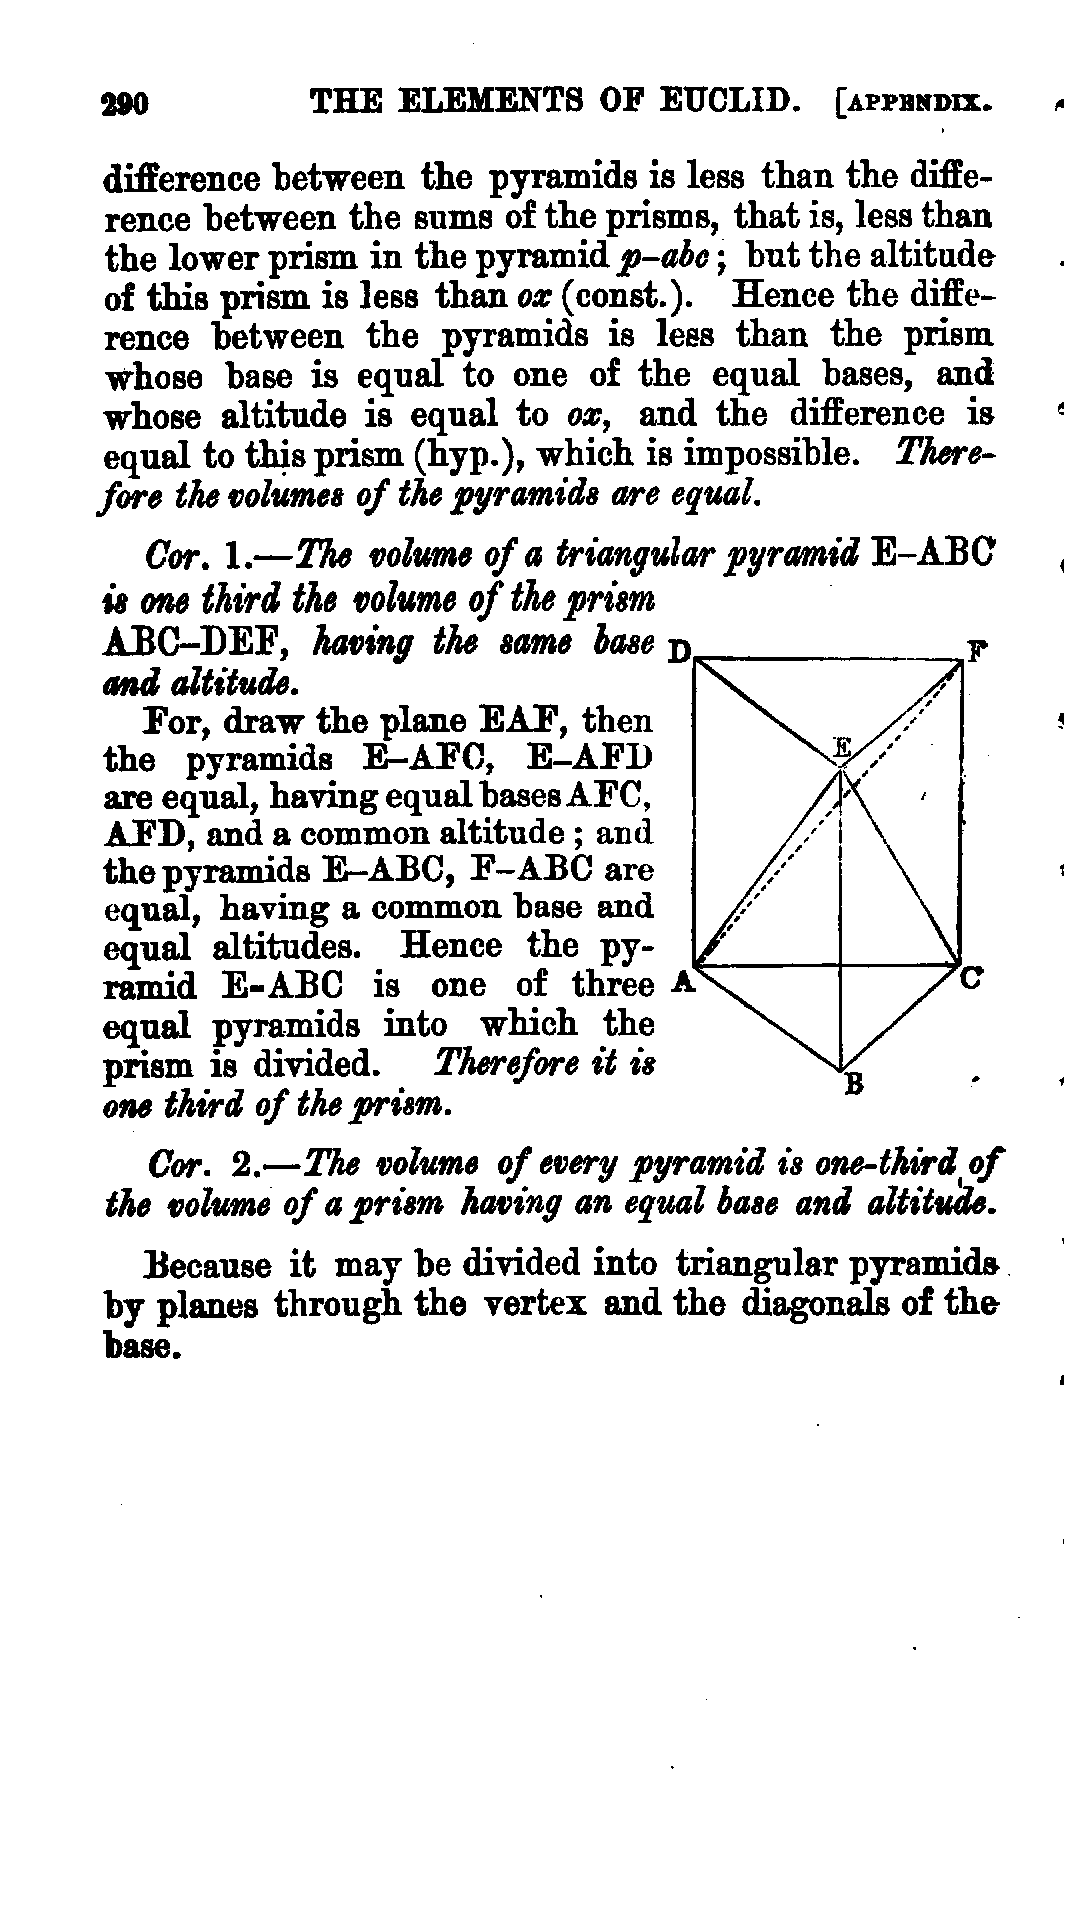 290 THE ELEMENTS OF EUCLID. [APPENDIX.
difference between the pyramids is less than the diffe-
rence between the sums of the prisms, that is, less than
the lower prism in the pyramid p–abc; but the altitude
of this prism is less than ox (const.). Hence the diffe-
rence between the pyramids is less than the prism
whose base is equal to one of the equal bases, and
whose altitude is equal to ox, and the difference is
equal to this prism (hyp.), which is impossible. There-
fore the volumes of the pyramids are equal.
Cor. 1.—The volume of a triangular pyramid E–ABC
is one third the volume of the prism
ABC–DEF, having the same base
and altitude.
For, draw the plane EAF, then
the pyramids E–AFC, E–AFD
are equal, having equal bases AFC,
AFD, and a common altitude; and
the pyramids E–ABC, F–ABC are
equal, having a common base and
equal altitudes. Hence the py-
ramid E-ABC is one of three
equal pyramids into which the
prism is divided. Therefore it is
one third of the prism.
D
F
E
A
C
B
Cor. 2.—The volume of every pyramid is one-third of
the volume of a prism having an equal base and altitude.
Because it may be divided into triangular pyramids
by planes through the vertex and the diagonals of the
base.